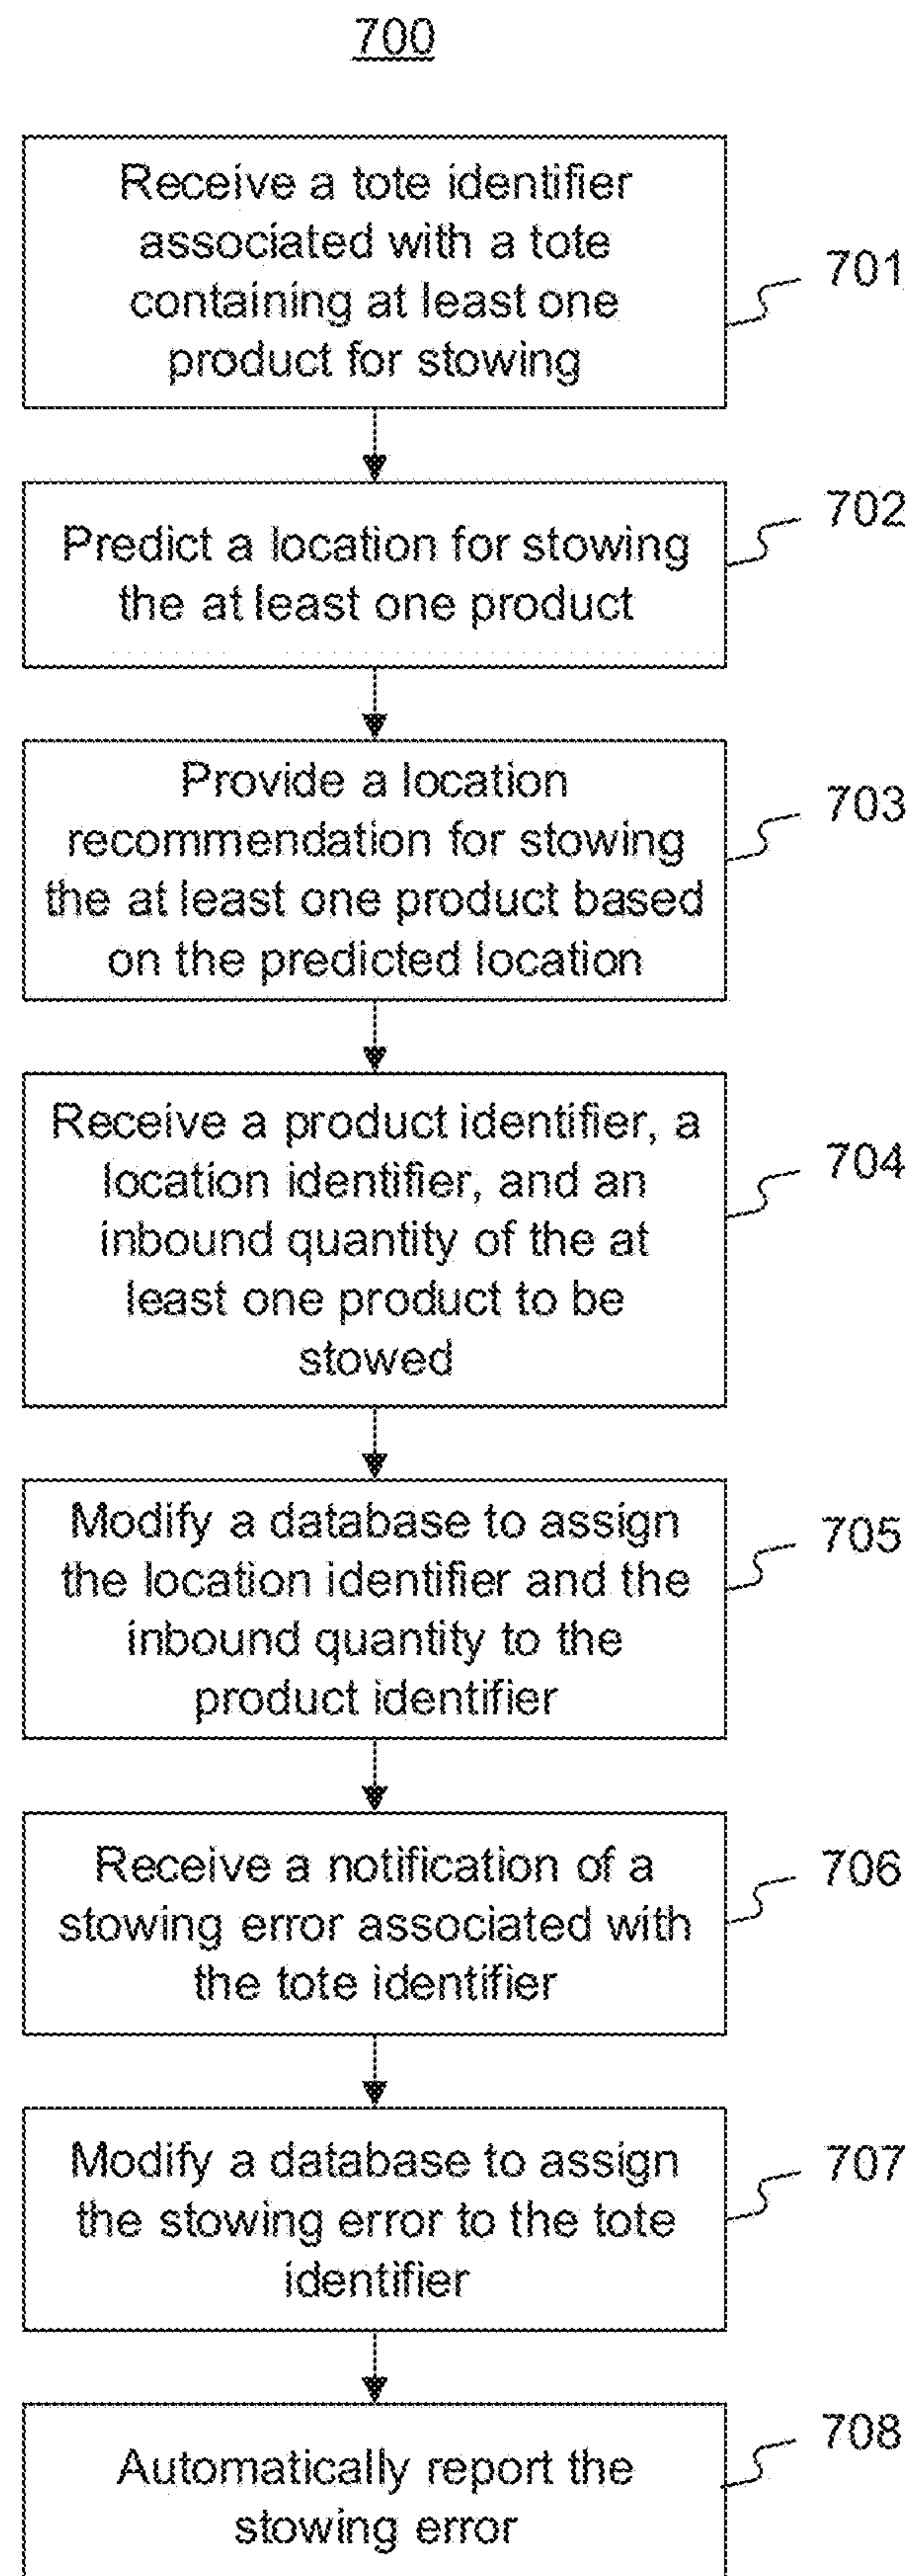 700
Receive a tote identifier
associated with a tote
containing at least one
product for stowing
701
Predict a location for stowing
the at least one product
702
Provide a location
recommendation for stowing
the at least one product based
on the predicted location
703
Receive a product identifier, a
location identifier, and an
inbound quantity of the at
least one product to be
stowed
704
Modify a database to assign
the location identifier and the
inbound quantity to the
product identifier
705
Receive a notification of a
stowing error associated with
the tote identifier
706
Modify a database to assign
the stowing error to the tote
identifier
707
Automatically report the
stowing error
708